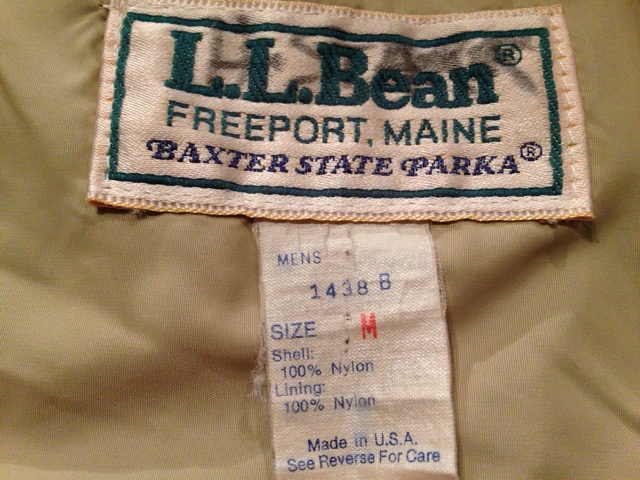 L.L.Bean®
FREEPORT, MAINE
BAXTER STATE PARKA®
MENS
1438 B
SIZE M
Shell:
100% Nylon
Lining:
100% Nylon
Made in U.S.A.
See Reverse For Care